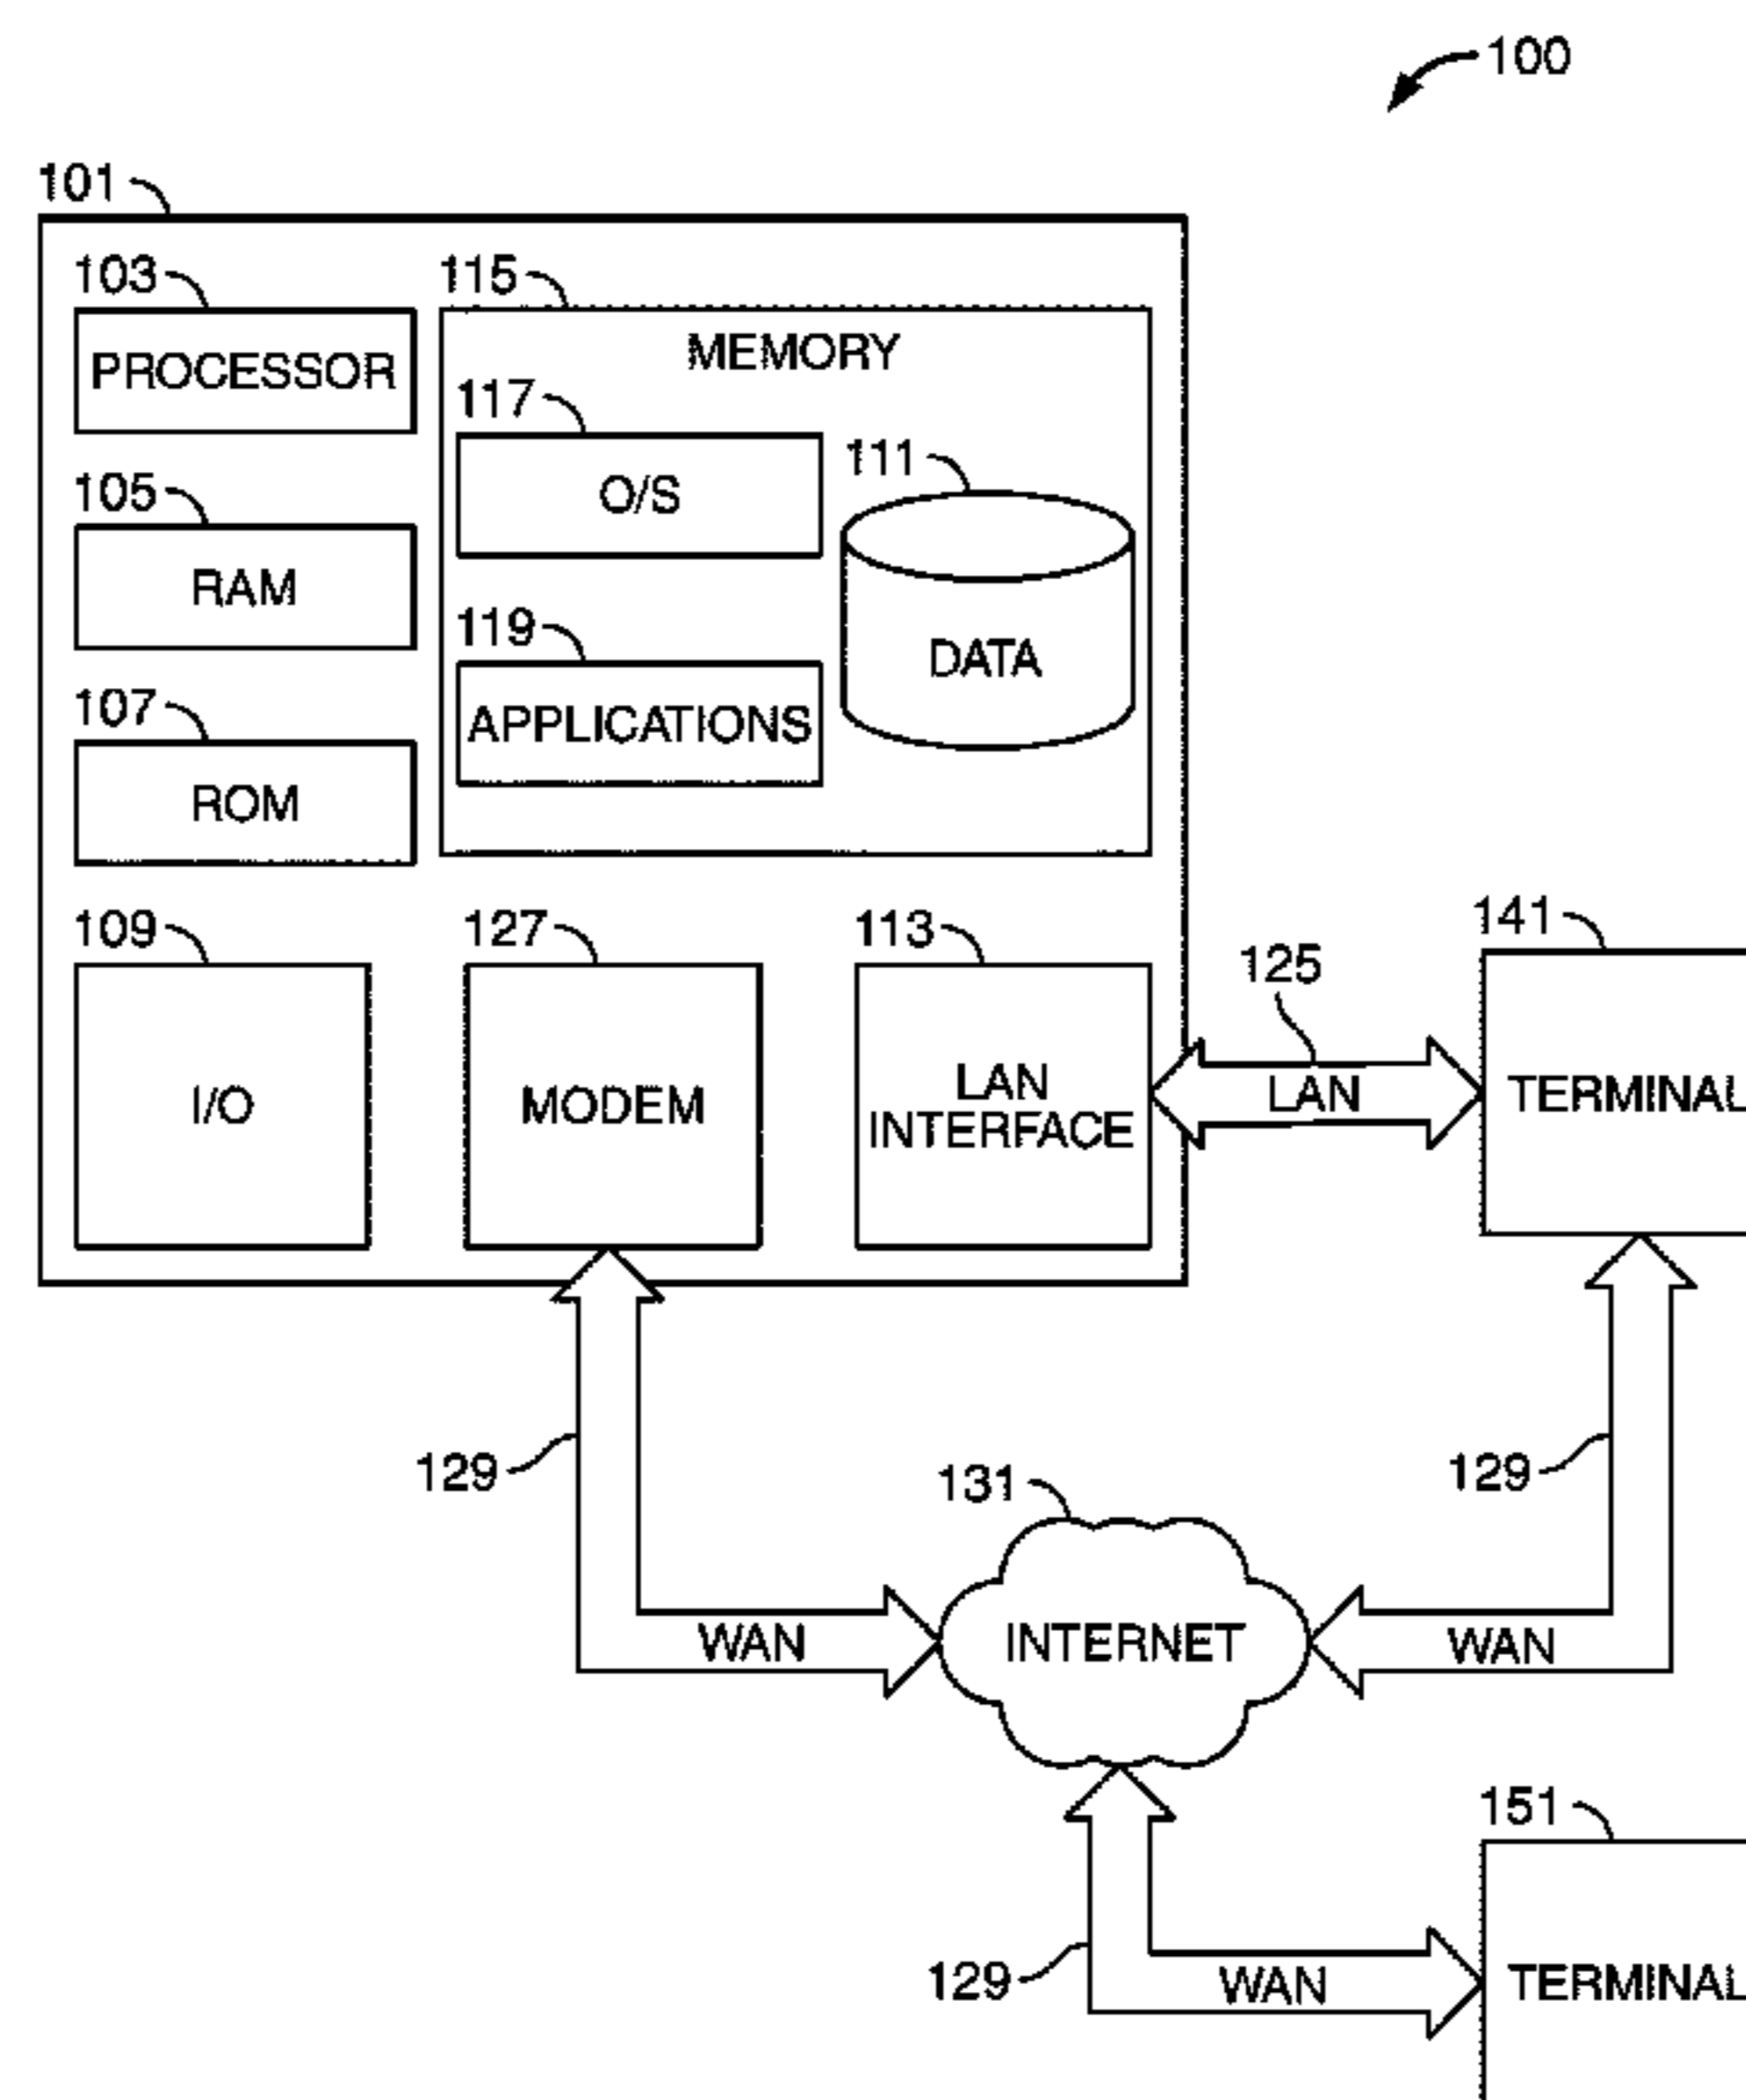 100
101
103
PROCESSOR
115
MEMORY
117
O/S
111
DATA
105
RAM
119
APPLICATIONS
107
ROM
109
I/O
127
MODEM
113
LAN
INTERFACE
125
LAN
141
TERMINAL
129
WAN
131
INTERNET
129
WAN
129
WAN
151
TERMINAL